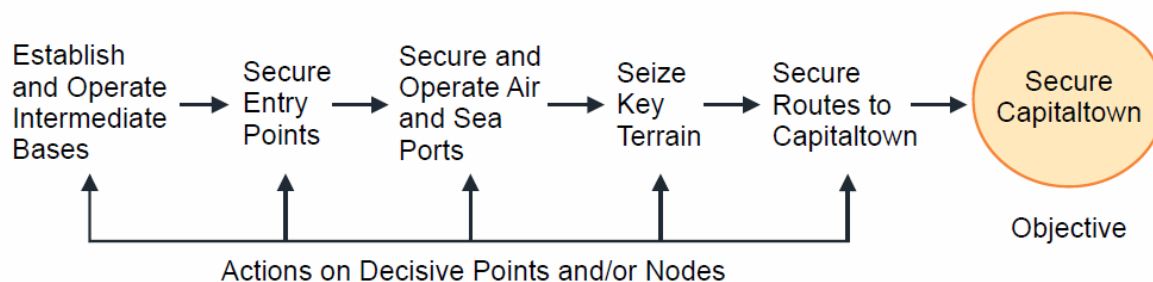 Establish
and Operate
Intermediate
Bases
Secure
Entry
Points
Secure and
Operate Air
and Sea
Ports
Seize
Key
Terrain
Secure
Routes to
Capitaltown
Secure
Capitaltown
Objective
Actions on Decisive Points and/or Nodes